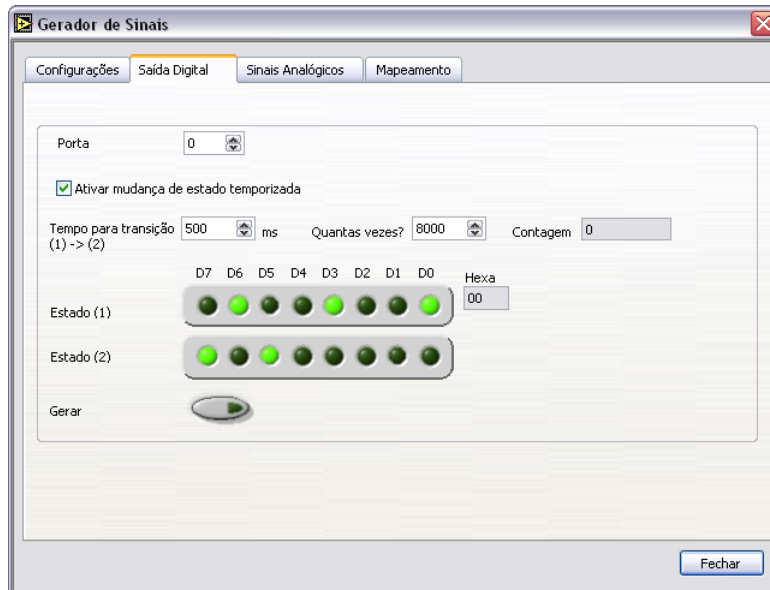 Gerador de Sinais
Configurações Saída Digital Sinais Analógicos Mapeamento
Porta 0
Ativar mudança de estado temporizada
Tempo para transição 500 ms Quantas vezes? 8000 Contagem 0
(1) -> (2)
D7 D6 D5 D4 D3 D2 D1 D0 Hexa
00
Estado (1)
Estado (2)
Gerar
Fechar